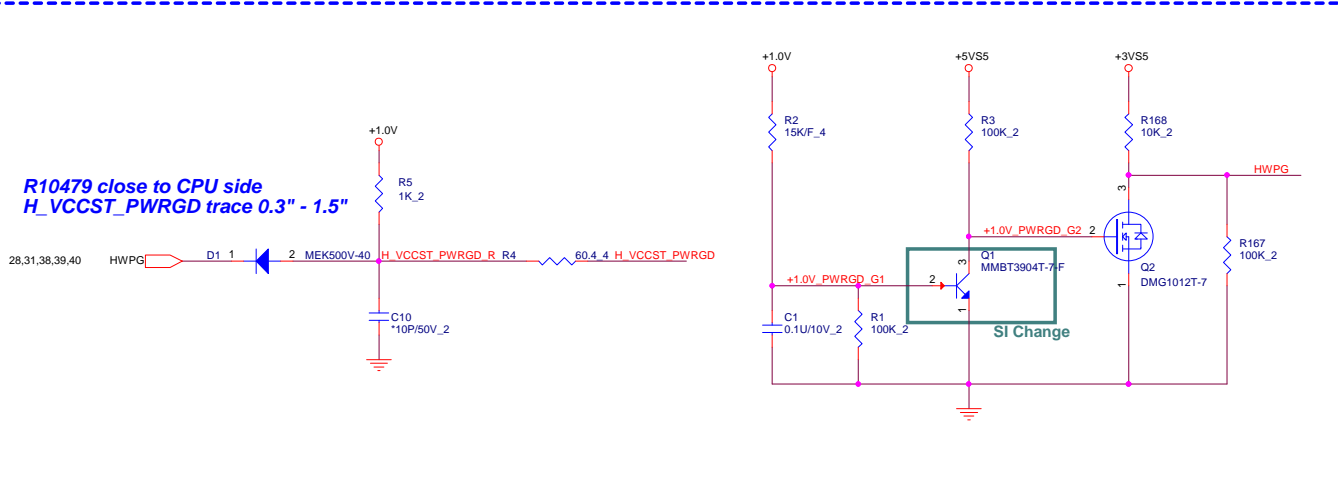 +1.0V
+5VS5
+3VS5
R2
15K/F_4
R3
100K_2
R168
10K_2
+1.0V
R10479 close to CPU side
H_VCCST_PWRGD trace 0.3" - 1.5"
R5
1K_2
HWPG
3
28,31,38,39,40
HWPG
D1
1
2
MEK500V-40
H_VCCST_PWRGD_R
R4
60.4_4
H_VCCST_PWRGD
+1.0V_PWRGD_G2
2
R167
100K_2
3
Q1
MMBT3904T-7-F
Q2
DMG1012T-7
+1.0V_PWRGD_G1
2
1
1
C10
*10P/50V_2
C1
0.1U/10V_2
R1
100K_2
SI Change